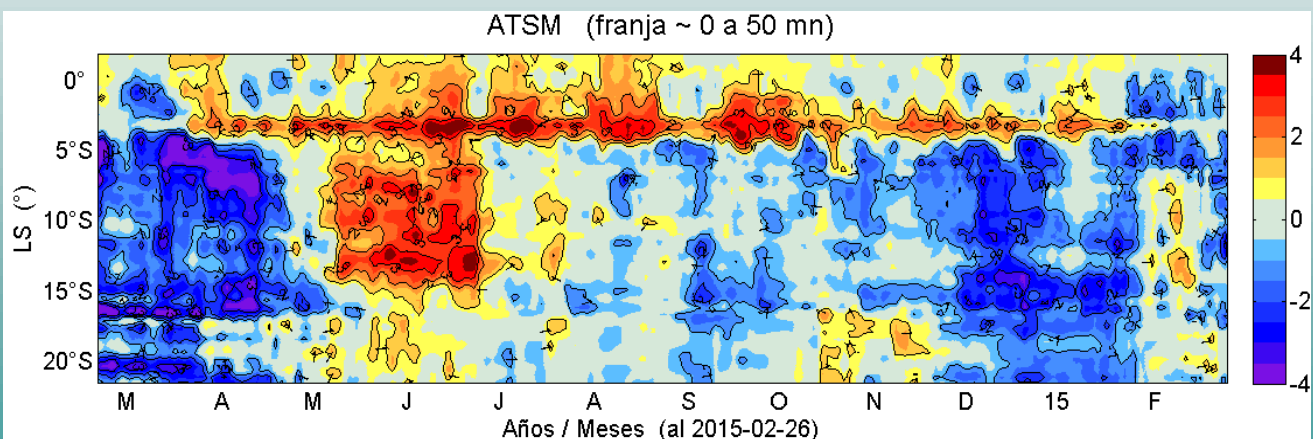 ATSM (franja ~ 0 a 50 mn)
LS (°)
0°
5°S
10°S
15°S
20°S
4
2
0
-2
-4
M A M J J A S O N D 15 F
Años / Meses (al 2015-02-26)